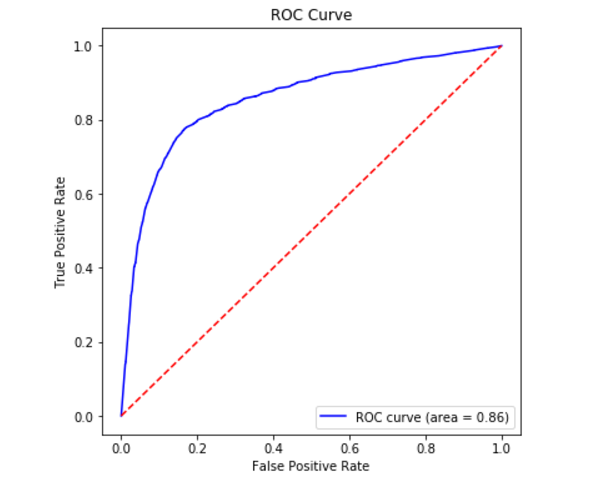 ROC Curve
1.0
0.8
0.6
0.4
0.2
0.0
True Positive Rate
ROC curve (area = 0.86)
0.0 0.2 0.4 0.6 0.8 1.0
False Positive Rate